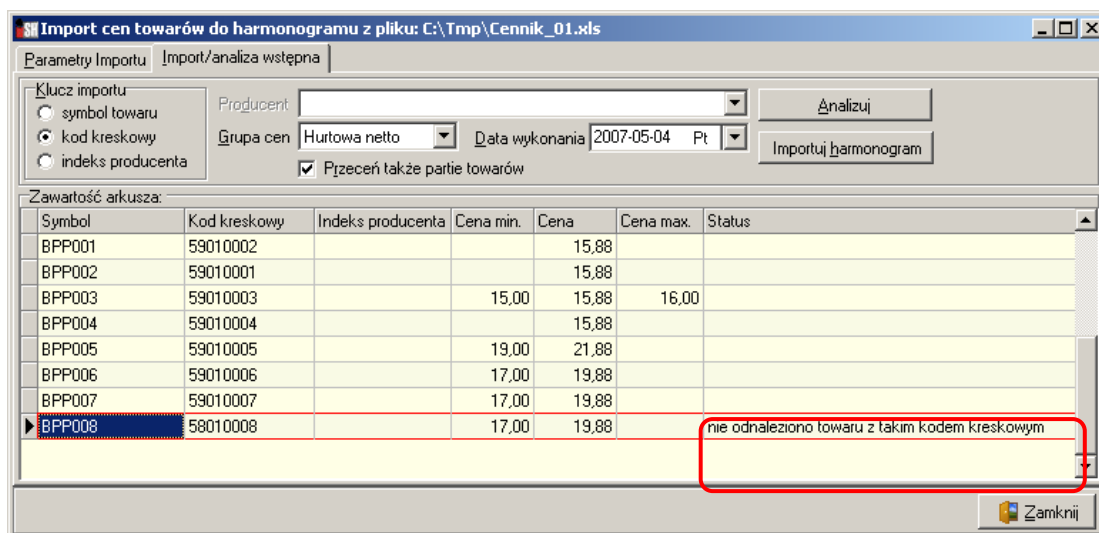 SH Import cen towarów do harmonogramu z pliku: C:\Tmp\Cennik_01.xls
Parametry Importu Import/analiza wstępna
Klucz importu
symbol towaru
kod kreskowy
indeks producenta
Producent
Grupa cen Hurtowa netto Data wykonania 2007-05-04 Pt
Przeceń także partie towarów
Analizuj
Importuj harmonogram
Zawartość arkusza:
Symbol Kod kreskowy Indeks producenta Cena min. Cena Cena max. Status
BPP001 59010002 15,88
BPP002 59010001 15,88
BPP003 59010003 15,00 15,88 16,00
BPP004 59010004 15,88
BPP005 59010005 19,00 21,88
BPP006 59010006 17,00 19,88
BPP007 59010007 17,00 19,88
BPP008 58010008 17,00 19,88 nie odnaleziono towaru z takim kodem kreskowym
Zamknij